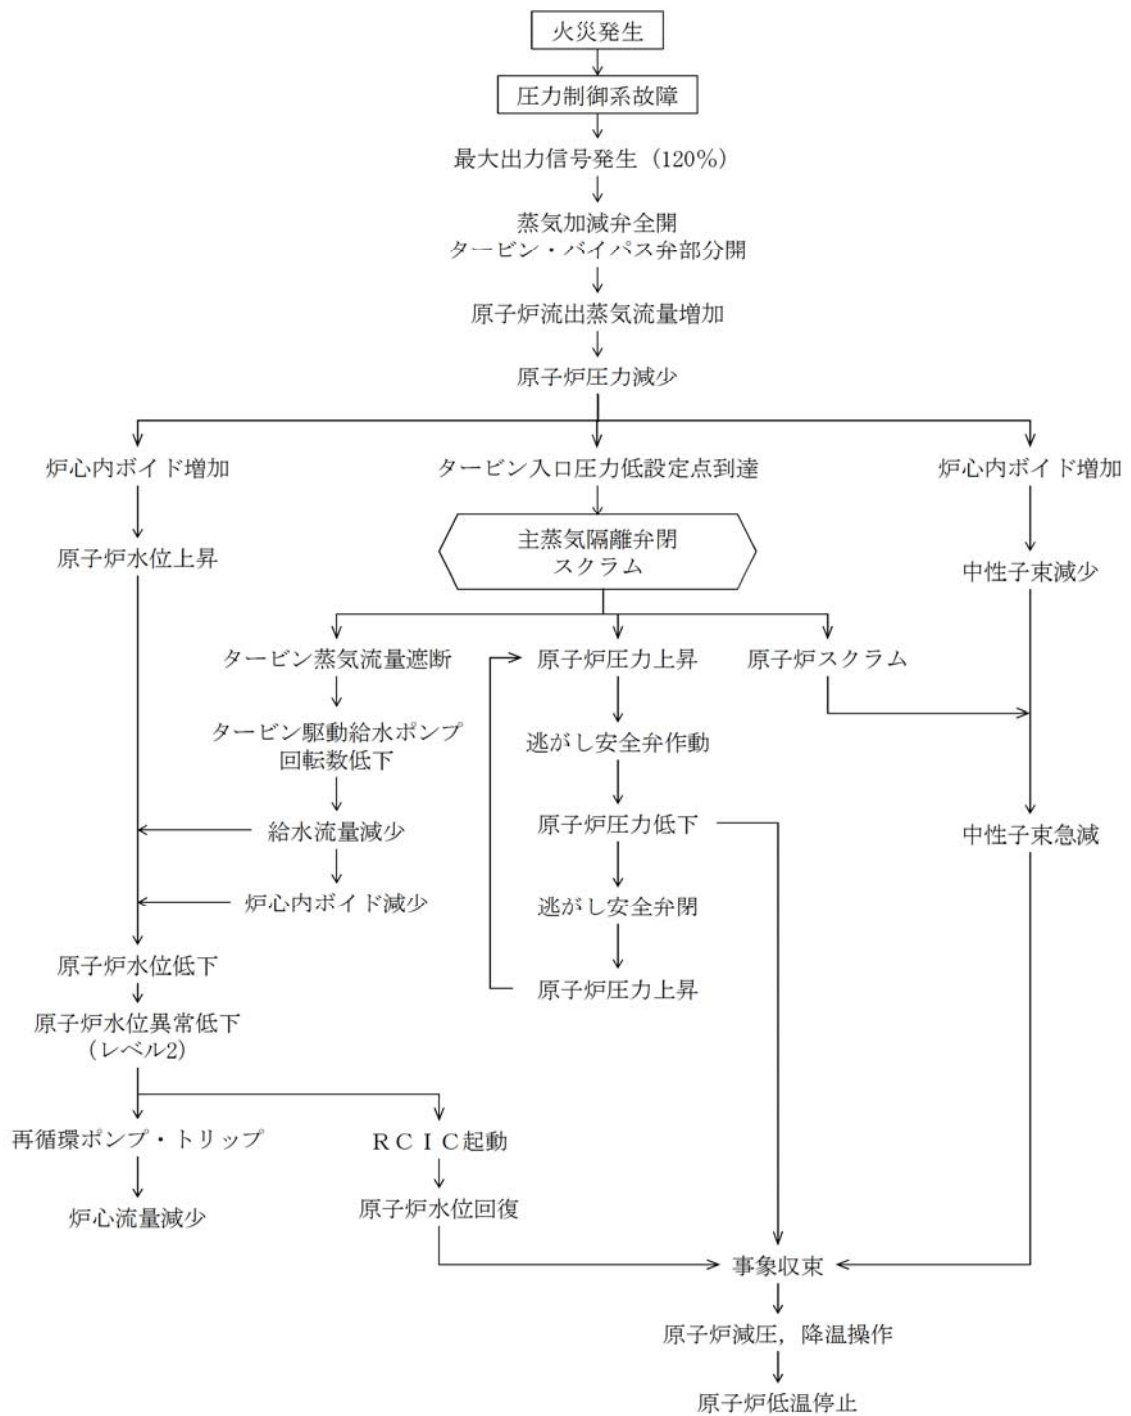 火災発生
圧力制御系故障
最大出力信号発生（120%）
蒸気加減弁全開
タービン・バイパス弁部分開
原子炉流出蒸気流量増加
原子炉圧力減少
炉心内ボイド増加
タービン入口圧力低設定点到達
炉心内ボイド増加
原子炉水位上昇
主蒸気隔離弁閉
スクラム
中性子束減少
タービン蒸気流量遮断
原子炉圧力上昇
原子炉スクラム
タービン駆動給水ポンプ
回転数低下
逃がし安全弁作動
給水流量減少
原子炉圧力低下
中性子束急減
炉心内ボイド減少
逃がし安全弁閉
原子炉水位低下
原子炉圧力上昇
原子炉水位異常低下
（レベル2）
再循環ポンプ・トリップ
ＲＣＩＣ起動
炉心流量減少
原子炉水位回復
事象収束
原子炉減圧，降温操作
原子炉低温停止